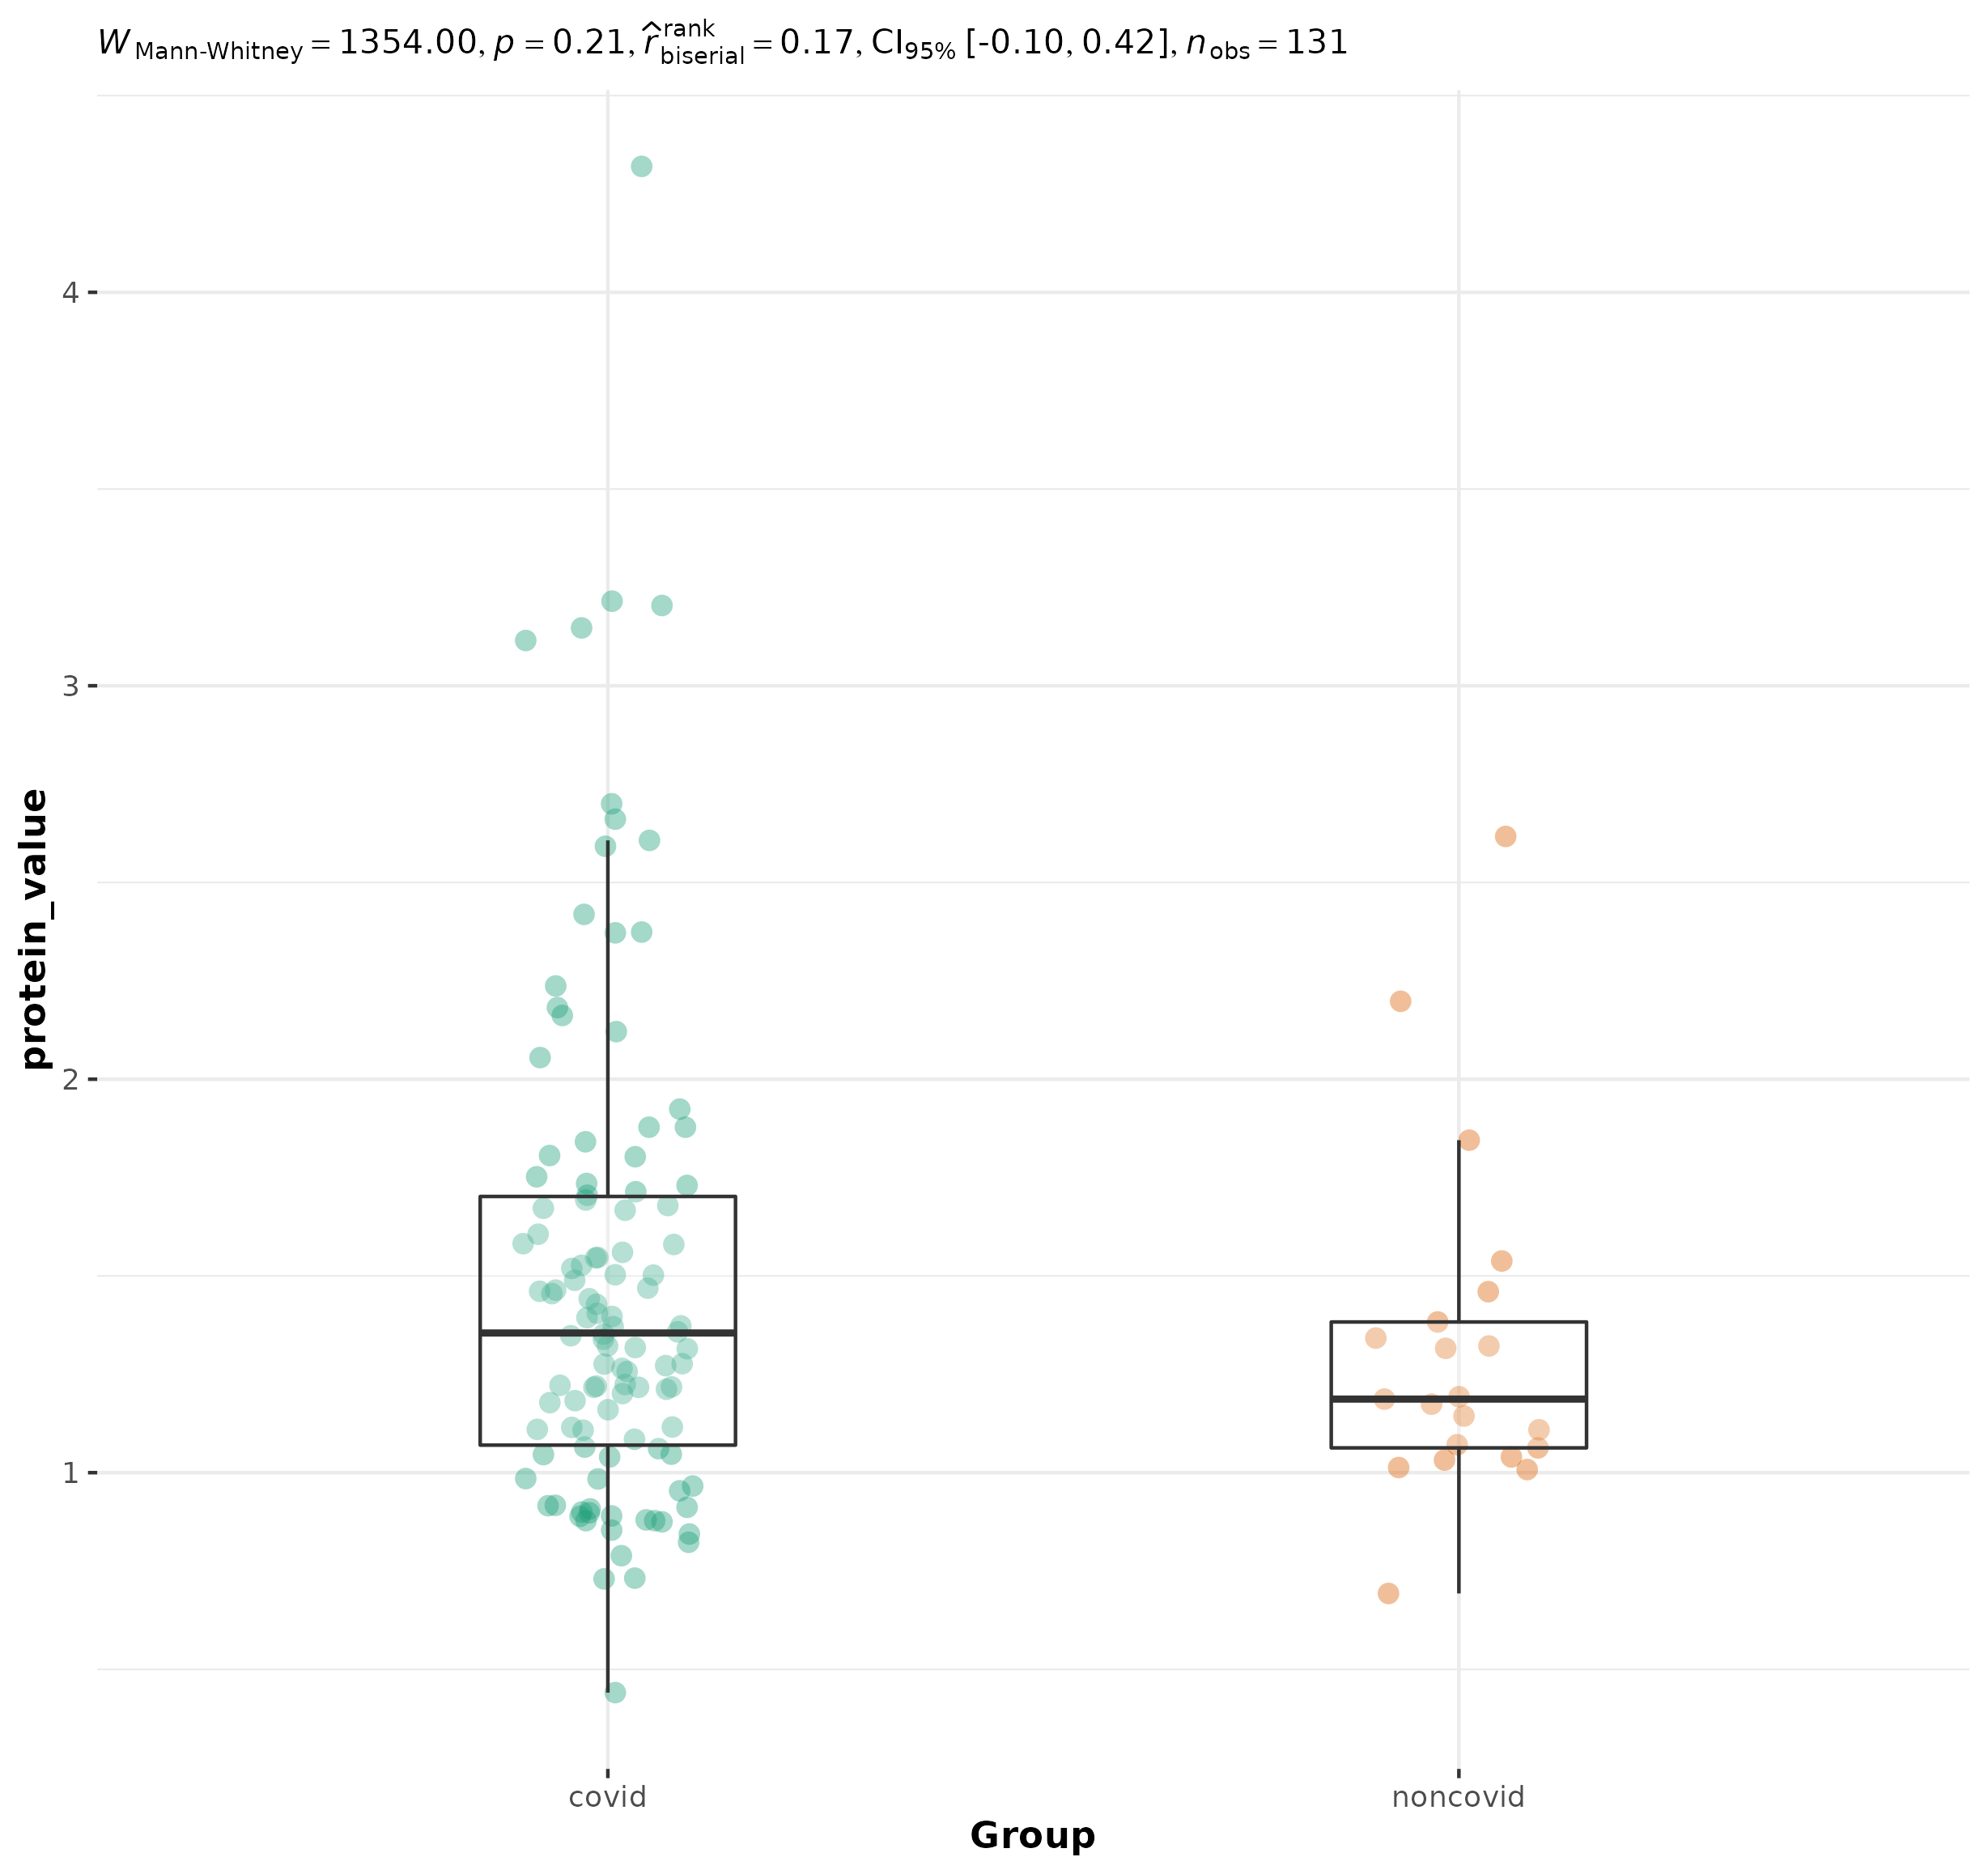 W Mann-Whitney = 1354.00, p = 0.21, r̂ rank biserial = 0.17, CI95% [-0.10, 0.42], n obs = 131
4
3
2
1
protein_value
covid noncovid
Group